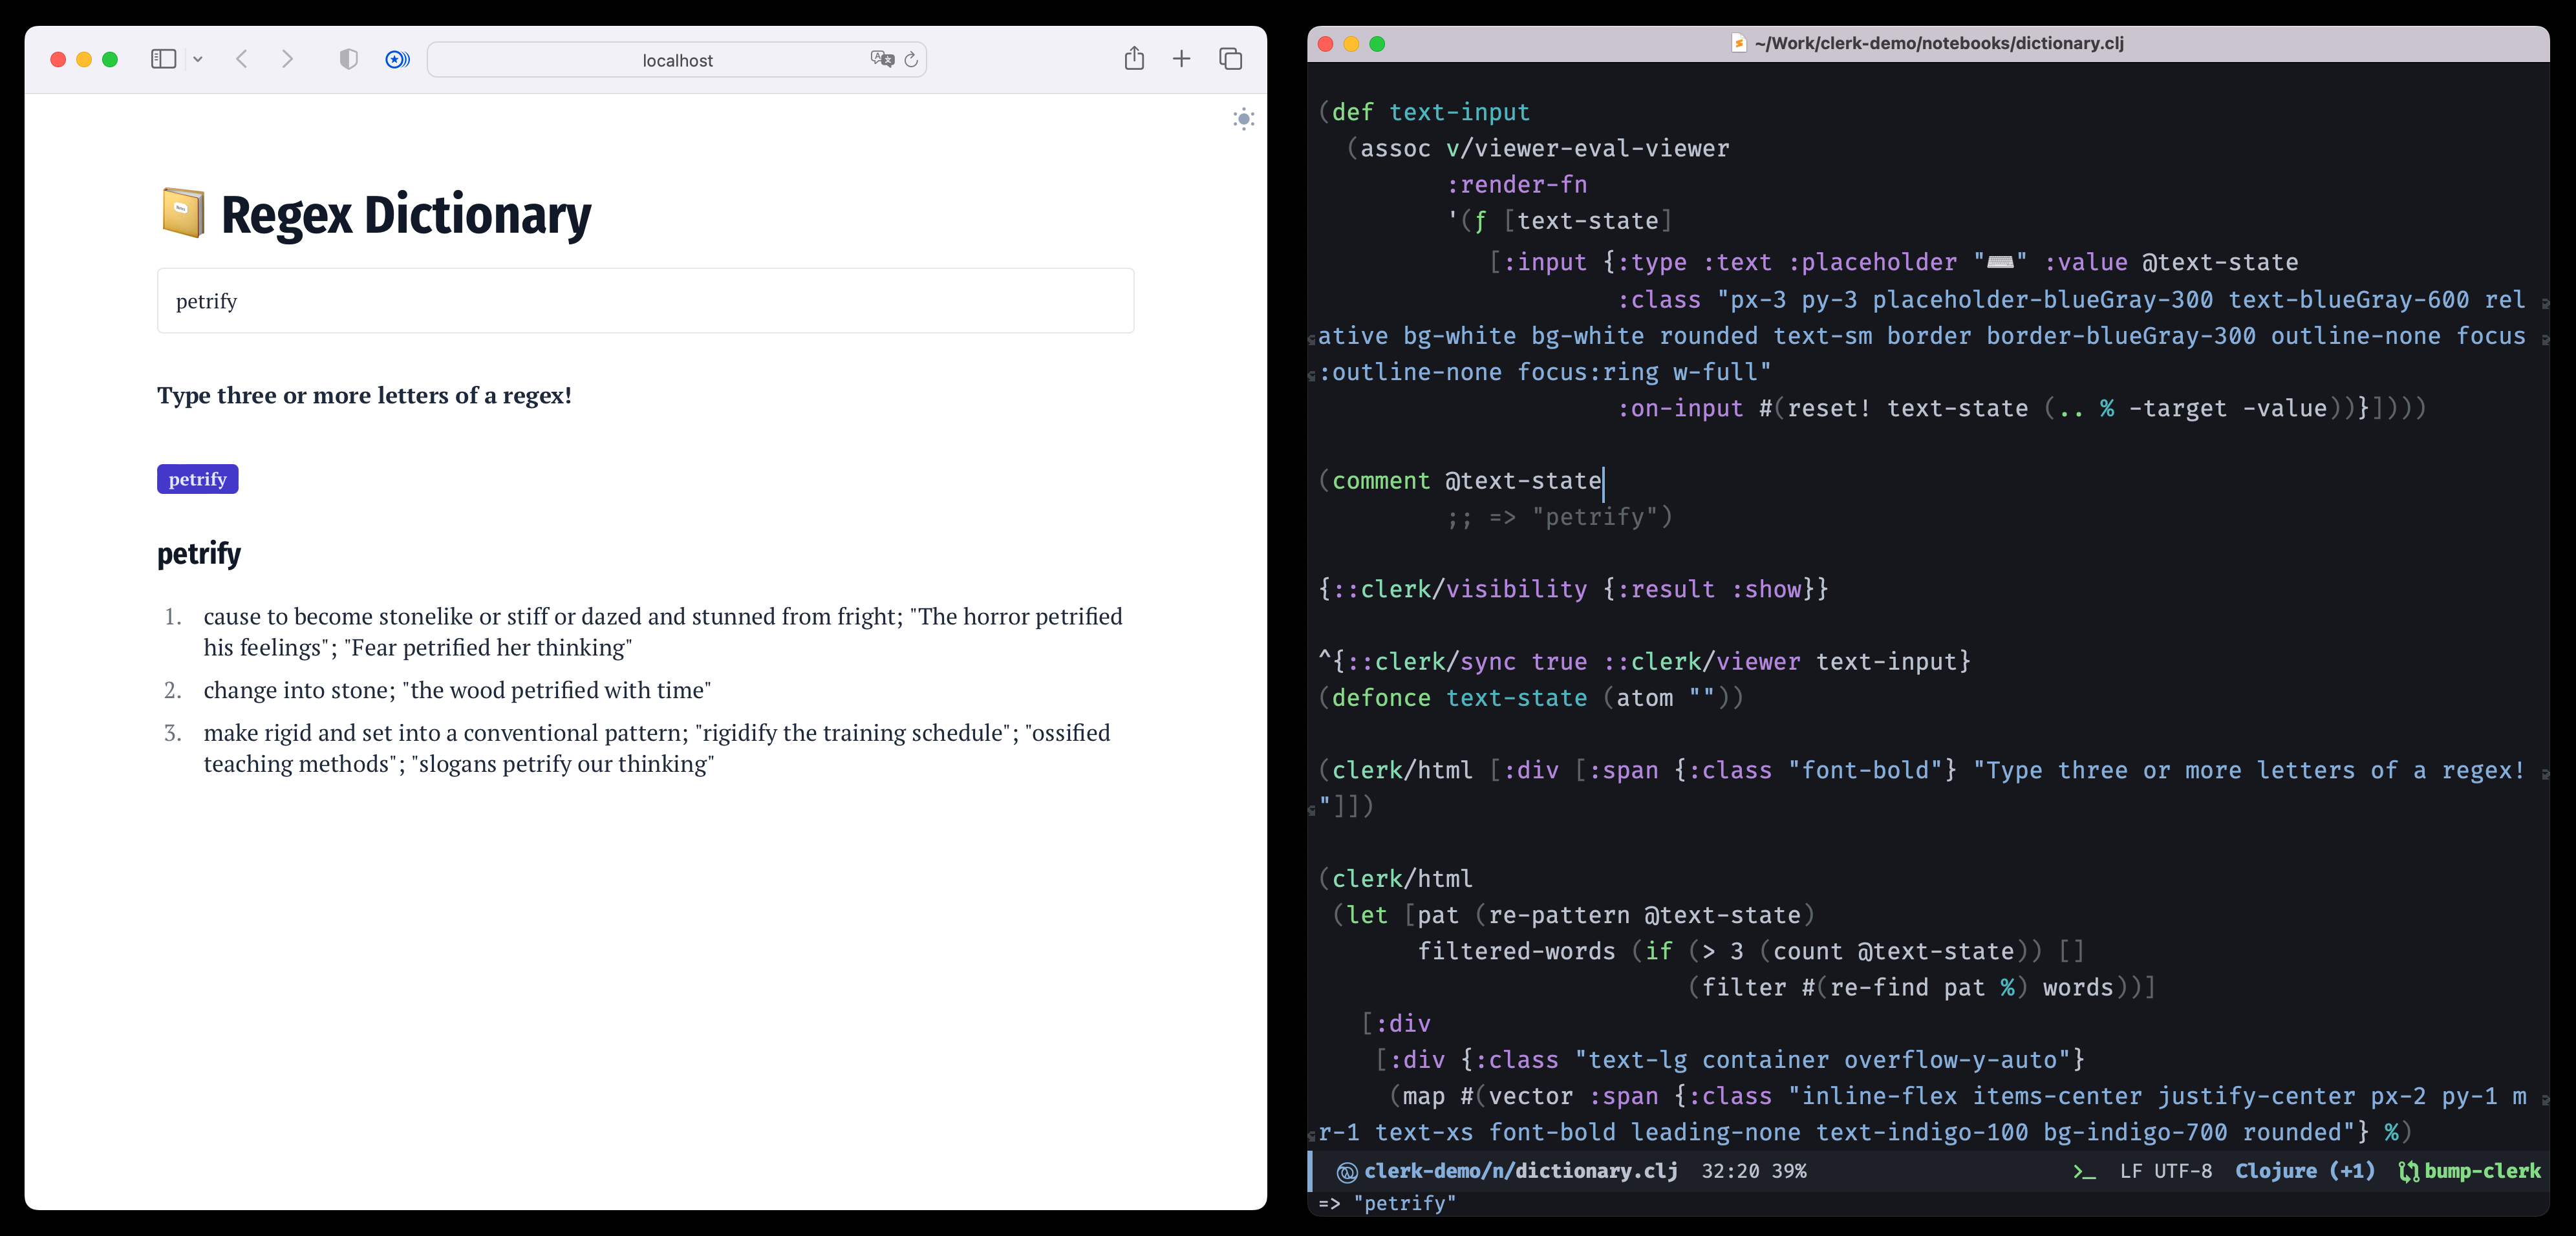 localhost
Regex Dictionary
petrify
Type three or more letters of a regex!
petrify
petrify
1. cause to become stonelike or stiff or dazed and stunned from fright; "The horror petrified
his feelings"; "Fear petrified her thinking"
2. change into stone; "the wood petrified with time"
3. make rigid and set into a conventional pattern; "rigidify the training schedule"; "ossified
teaching methods"; "slogans petrify our thinking"
~/Work/clerk-demo/notebooks/dictionary.clj
(def text-input
  (assoc v/viewer-eval-viewer
         :render-fn
         '(ƒ [text-state]
            [:input {:type :text :placeholder "⌨️" :value @text-state
                     :class "px-3 py-3 placeholder-blueGray-300 text-blueGray-600 rel
ative bg-white bg-white rounded text-sm border border-blueGray-300 outline-none focus
:outline-none focus:ring w-full"
                     :on-input #(reset! text-state (.. % -target -value))}])))
(comment @text-state
         ;; => "petrify")
{::clerk/visibility {:result :show}}
^{::clerk/sync true ::clerk/viewer text-input}
(defonce text-state (atom ""))
(clerk/html [:div [:span {:class "font-bold"} "Type three or more letters of a regex!
"]])
(clerk/html
 (let [pat (re-pattern @text-state)
       filtered-words (if (> 3 (count @text-state)) []
                          (filter #(re-find pat %) words))]
   [:div
    [:div {:class "text-lg container overflow-y-auto"}
     (map #(vector :span {:class "inline-flex items-center justify-center px-2 py-1 m
r-1 text-xs font-bold leading-none text-indigo-100 bg-indigo-700 rounded"} %)
clerk-demo/n/dictionary.clj 32:20 39% >_ LF UTF-8 Clojure (+1) bump-clerk
=> "petrify"